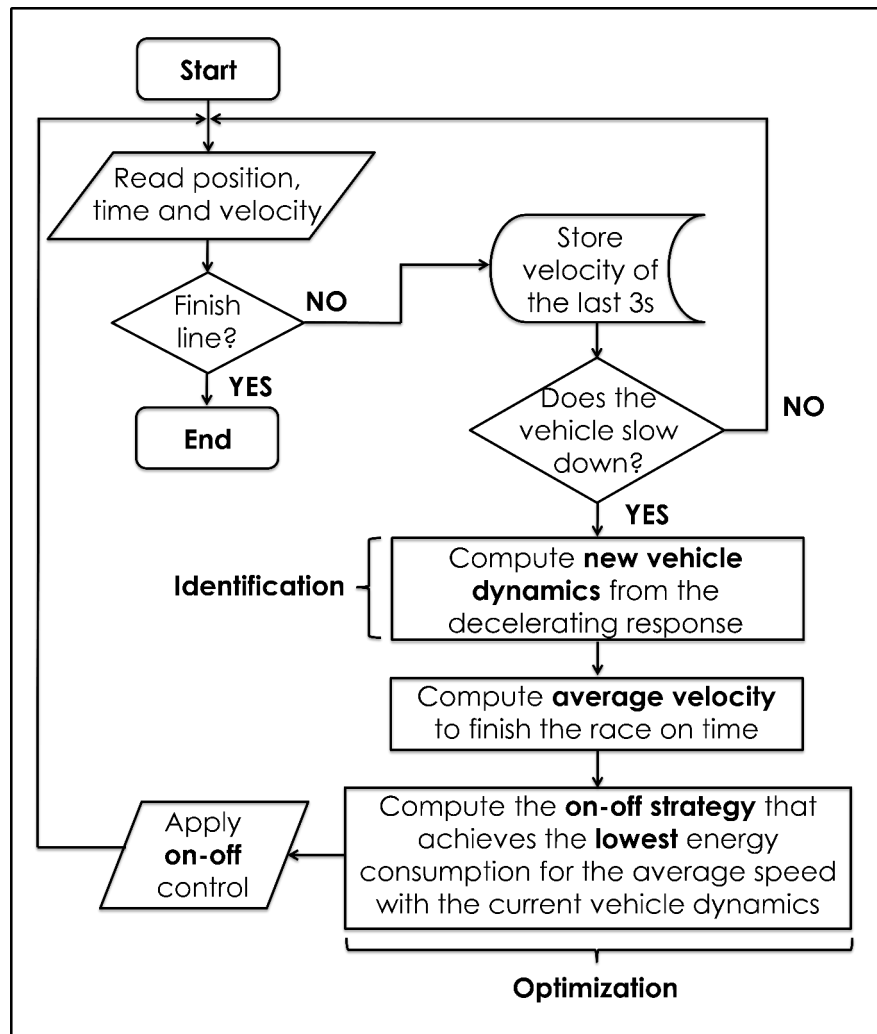 Start
Read position,
time and velocity
Finish
line?
NO
YES
End
Store
velocity of
the last 3s
Does the
vehicle slow
down?
NO
YES
Identification
Compute new vehicle
dynamics from the
decelerating response
Compute average velocity
to finish the race on time
Compute the on-off strategy that
achieves the lowest energy
consumption for the average speed
with the current vehicle dynamics
Optimization
Apply
on-off
control